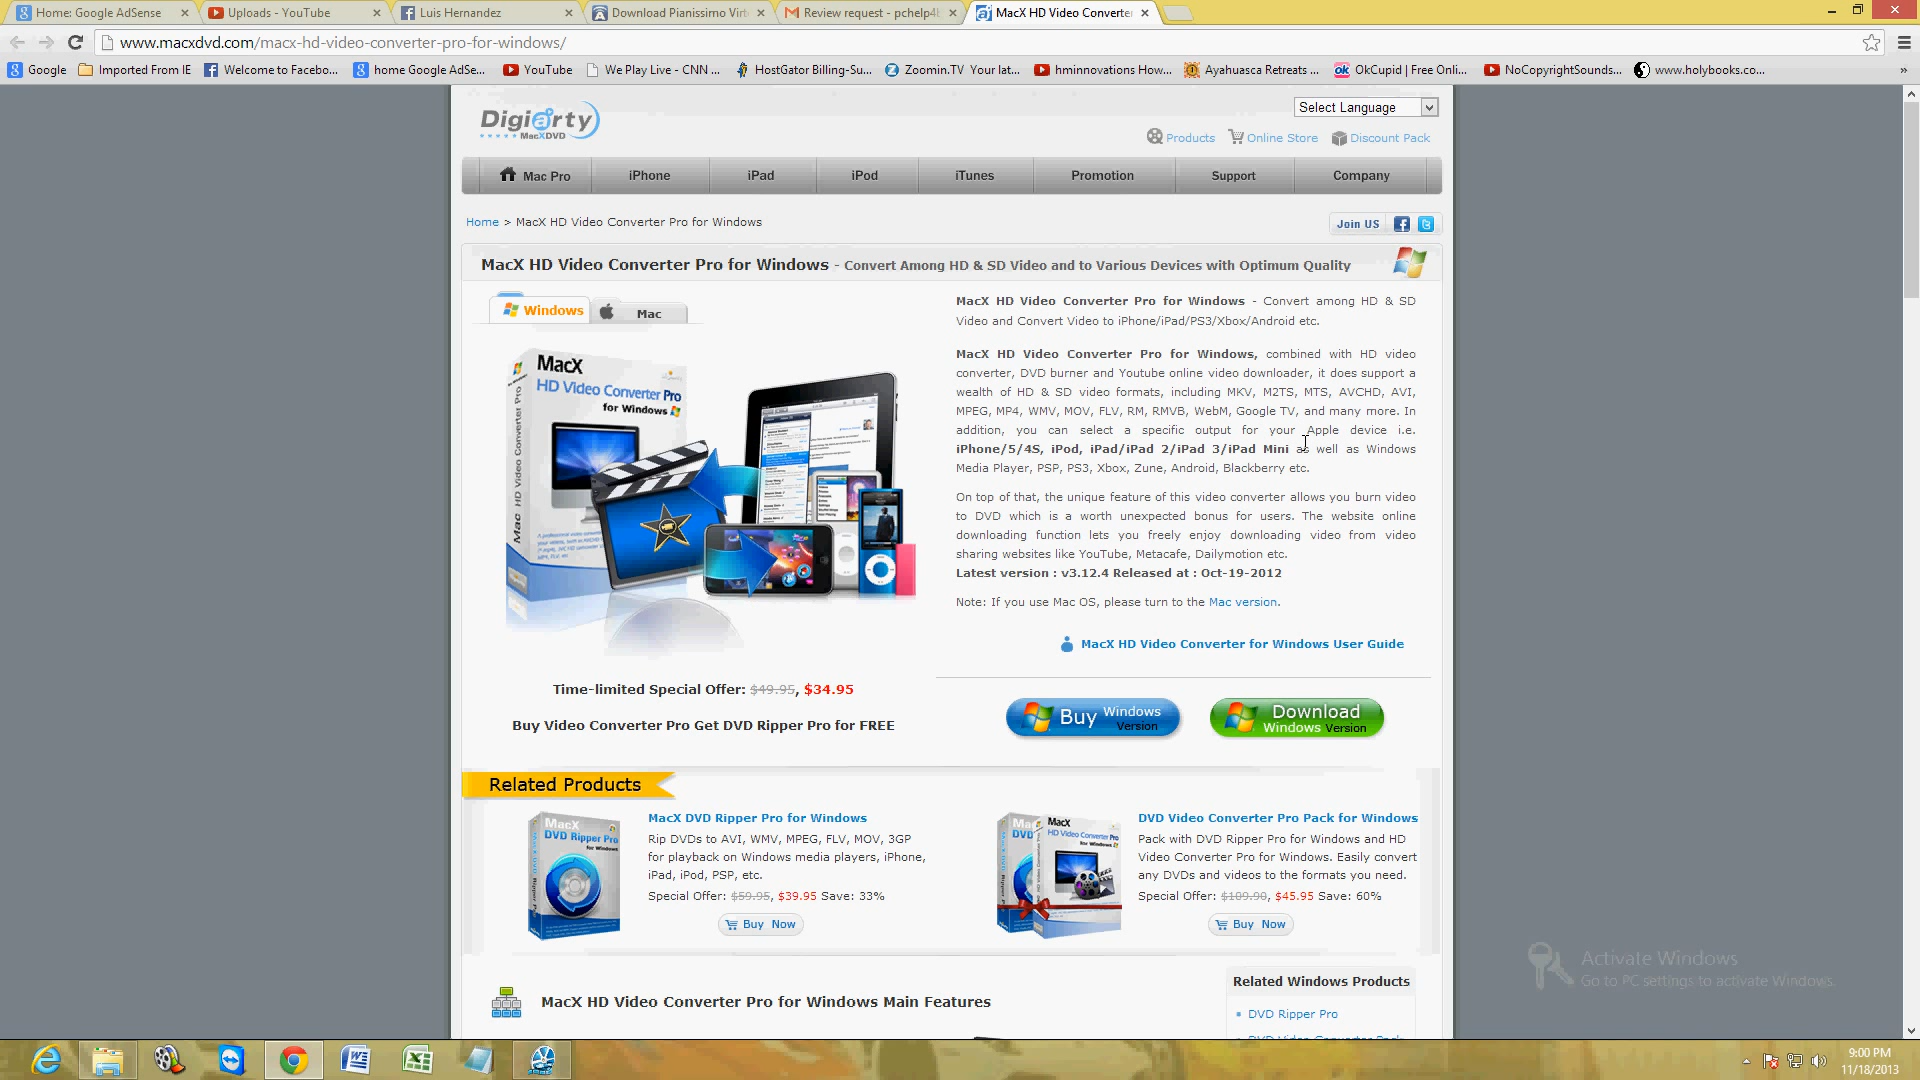 Home: Google AdSense
Uploads - YouTube
Luis Hernandez
Download Pianissimo Virt
Review request - pchelp4
MacX HD Video Converter
www.macxdvd.com/macx-hd-video-converter-pro-for-windows/
Google
Imported From IE
Welcome to Facebo...
home Google AdSe...
YouTube
We Play Live - CNN ...
HostGator Billing-Su...
Zoomin.TV Your lat...
hminnovations How...
Ayahuasca Retreats ...
OkCupid | Free Onli...
NoCopyrightSounds...
www.holybooks.co...
»
Digiarty
MacXDVD
Select Language
Products
Online Store
Discount Pack
Mac Pro
iPhone
iPad
iPod
iTunes
Promotion
Support
Company
Home > MacX HD Video Converter Pro for Windows
Join US
MacX HD Video Converter Pro for Windows - Convert Among HD & SD Video and to Various Devices with Optimum Quality
Windows
Mac
MacX
HD Video Converter Pro
for Windows
Mac HD Video Converter Pro
MacX HD Video Converter Pro for Windows - Convert among HD & SD
Video and Convert Video to iPhone/iPad/PS3/Xbox/Android etc.
MacX HD Video Converter Pro for Windows, combined with HD video
converter, DVD burner and Youtube online video downloader, it does support a
wealth of HD & SD video formats, including MKV, M2TS, MTS, AVCHD, AVI,
MPEG, MP4, WMV, MOV, FLV, RM, RMVB, WebM, Google TV, and many more. In
addition, you can select a specific output for your Apple device i.e.
iPhone/5/4S, iPod, iPad/iPad 2/iPad 3/iPad Mini as well as Windows
Media Player, PSP, PS3, Xbox, Zune, Android, Blackberry etc.
On top of that, the unique feature of this video converter allows you burn video
to DVD which is a worth unexpected bonus for users. The website online
downloading function lets you freely enjoy downloading video from video
sharing websites like YouTube, Metacafe, Dailymotion etc.
Latest version : v3.12.4 Released at : Oct-19-2012
Note: If you use Mac OS, please turn to the Mac version.
MacX HD Video Converter for Windows User Guide
Time-limited Special Offer: $49.95, $34.95
Buy Video Converter Pro Get DVD Ripper Pro for FREE
Buy Windows Version
Download Windows Version
Related Products
MacX
DVD Ripper Pro
for Windows
MacX DVD Ripper Pro for Windows
Rip DVDs to AVI, WMV, MPEG, FLV, MOV, 3GP
for playback on Windows media players, iPhone,
iPad, iPod, PSP, etc.
Special Offer: $59.95, $39.95 Save: 33%
Buy Now
MacX
HD Video Converter Pro
for Windows
DVD Video Converter Pro Pack for Windows
Pack with DVD Ripper Pro for Windows and HD
Video Converter Pro for Windows. Easily convert
any DVDs and videos to the formats you need.
Special Offer: $109.90, $45.95 Save: 60%
Buy Now
MacX HD Video Converter Pro for Windows Main Features
Related Windows Products
DVD Ripper Pro
Activate Windows
Go to PC settings to activate Windows.
9:00 PM
11/18/2013